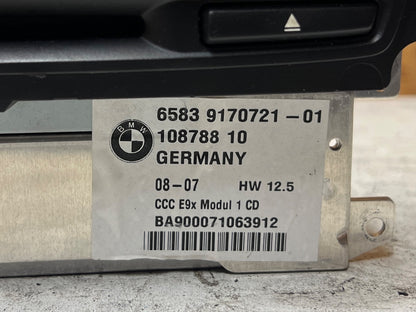 BMW
6583 9170721-01
108788 10
GERMANY
08-07 HW 12.5
CCC E9x Modul 1 CD
BA900071063912